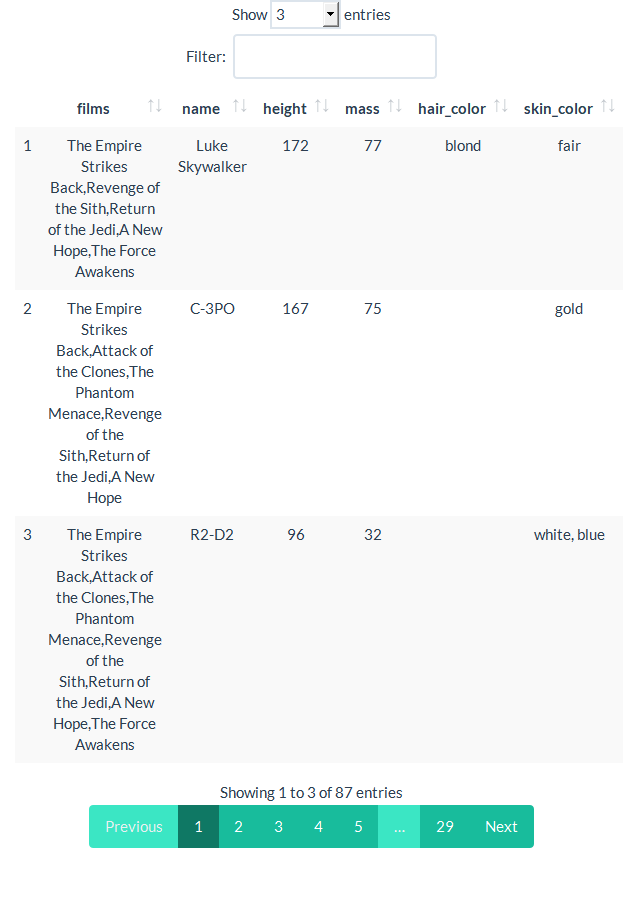 Show 3 entries
Filter:
films name height mass hair_color skin_color
1 The Empire Luke 172 77 blond fair
Strikes Skywalker
Back,Revenge of
the Sith,Return
of the Jedi,A New
Hope,The Force
Awakens
2 The Empire C-3PO 167 75 gold
Strikes
Back,Attack of
the Clones,The
Phantom
Menace,Revenge
of the
Sith,Return of
the Jedi,A New
Hope
3 The Empire R2-D2 96 32 white, blue
Strikes
Back,Attack of
the Clones,The
Phantom
Menace,Revenge
of the
Sith,Return of
the Jedi,A New
Hope,The Force
Awakens
Showing 1 to 3 of 87 entries
Previous 1 2 3 4 5 ... 29 Next